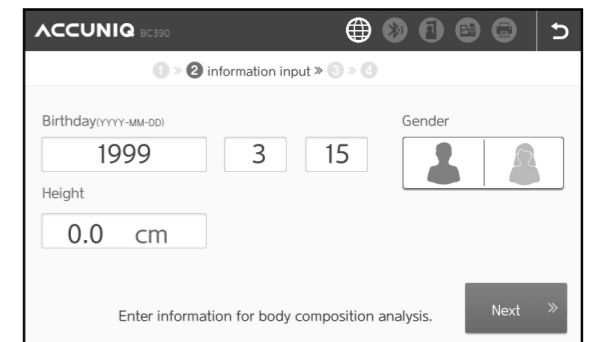 ACCUNIQ BC390
1 » 2 information input » 3 » 4
Birthday(YYYY-MM-DD)
Gender
1999 3 15
Height
0.0 cm
Enter information for body composition analysis.
Next »